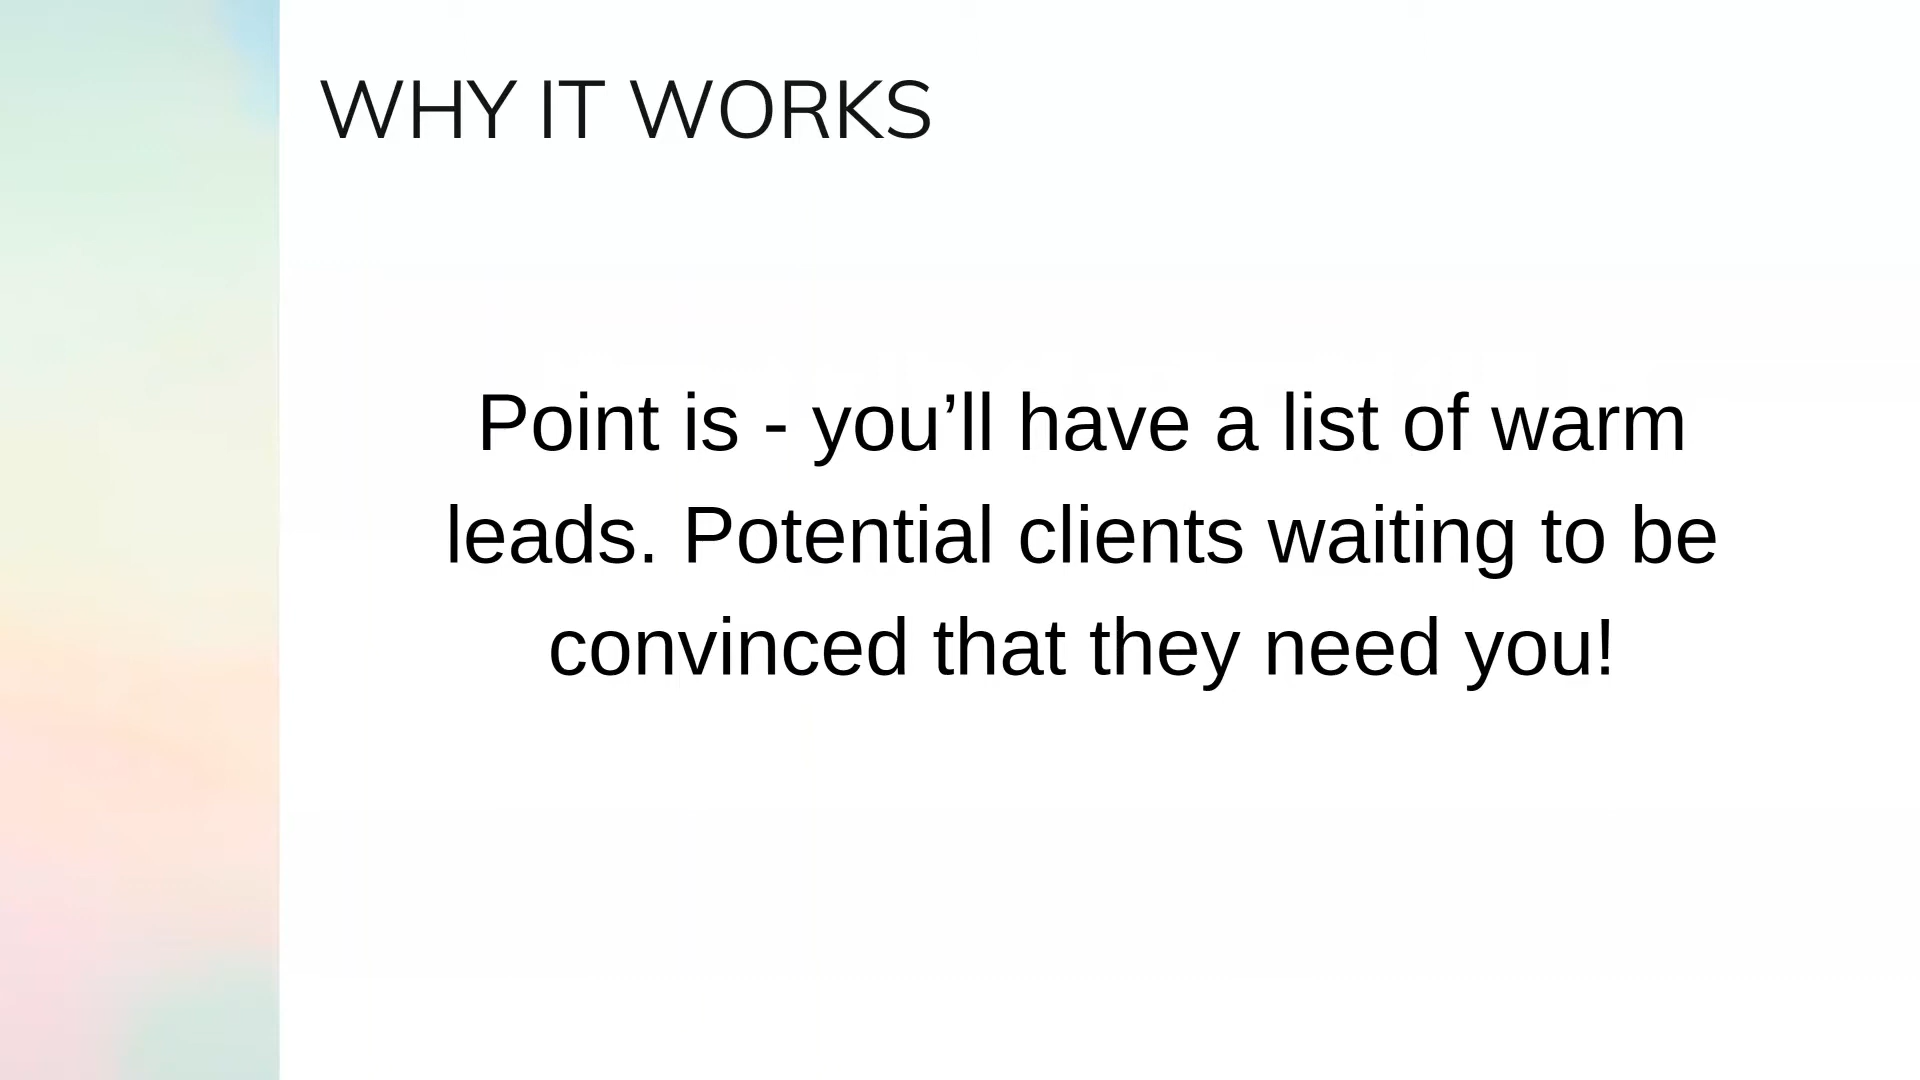 WHY IT WORKS
Point is - you’ll have a list of warm
leads. Potential clients waiting to be
convinced that they need you!